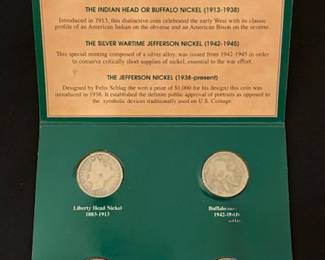 THE INDIAN HEAD OR BUFFALO NICKEL (1913-1938)
Introduced in 1913, this distinctive coin celebrated the early West with its classic
profile of an American Indian on the obverse and an American Bison on the reverse.
THE SILVER WARTIME JEFFERSON NICKEL (1942-1945)
This special minting composed of a silver alloy, was issued from 1942-1945 in order
to conserve critically short supplies of nickel, essential to the war effort.
THE JEFFERSON NICKEL (1938-present)
Designed by Felix Schlag (he won a prize of $1,000 for his design) this coin was
introduced in 1938. It established the definite public approval of portraits as opposed to
the symbolic devices traditionally used on U.S. Coinage.
Liberty Head Nickel
1883-1913
Buffalo
1942-